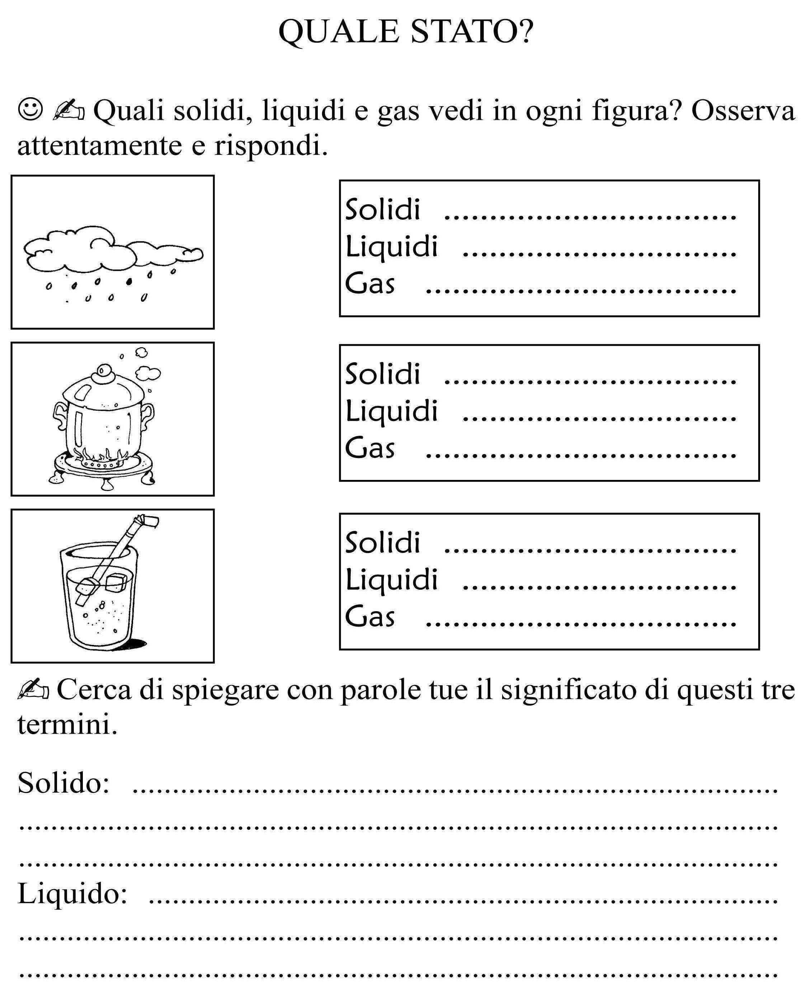 QUALE STATO?
☺ ✍ Quali solidi, liquidi e gas vedi in ogni figura? Osserva
attentamente e rispondi.
Solidi ................................
Liquidi ..............................
Gas ..................................
Solidi ................................
Liquidi ..............................
Gas ..................................
Solidi ................................
Liquidi ..............................
Gas ..................................
✍ Cerca di spiegare con parole tue il significato di questi tre
termini.
Solido: ................................................................................
..............................................................................................
..............................................................................................
Liquido: ..............................................................................
..............................................................................................
..............................................................................................